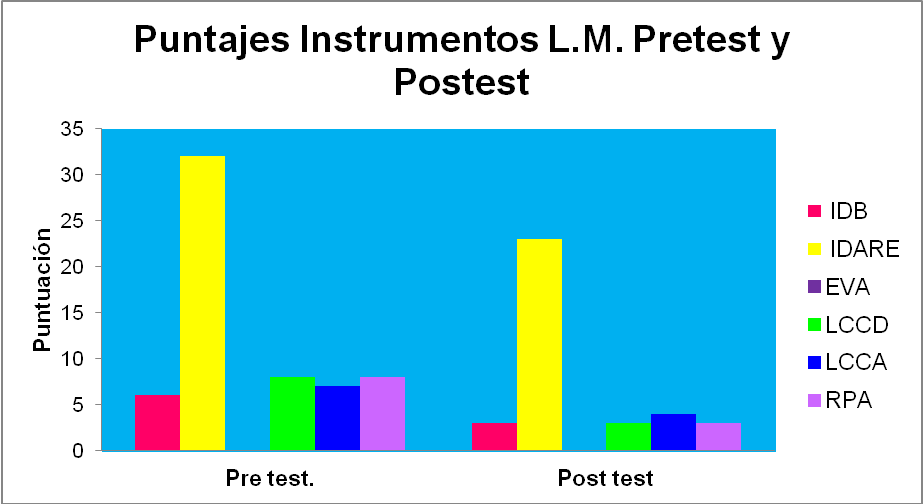 Puntajes Instrumentos L.M. Pretest y
Postest
Puntuación
35
30
25
20
15
10
5
0
Pre test.
Post test
IDB
IDARE
EVA
LCCD
LCCA
RPA